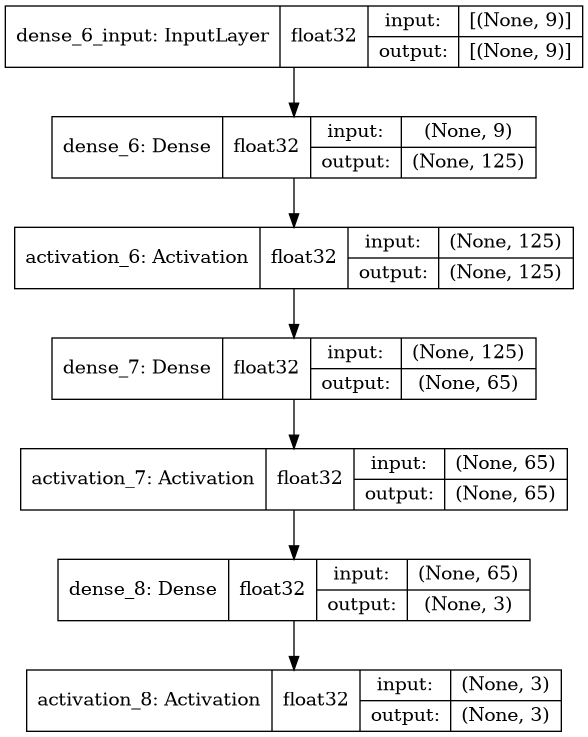 dense_6_input: InputLayer float32 input: [(None, 9)]
output: [(None, 9)]
dense_6: Dense float32 input: (None, 9)
output: (None, 125)
activation_6: Activation float32 input: (None, 125)
output: (None, 125)
dense_7: Dense float32 input: (None, 125)
output: (None, 65)
activation_7: Activation float32 input: (None, 65)
output: (None, 65)
dense_8: Dense float32 input: (None, 65)
output: (None, 3)
activation_8: Activation float32 input: (None, 3)
output: (None, 3)